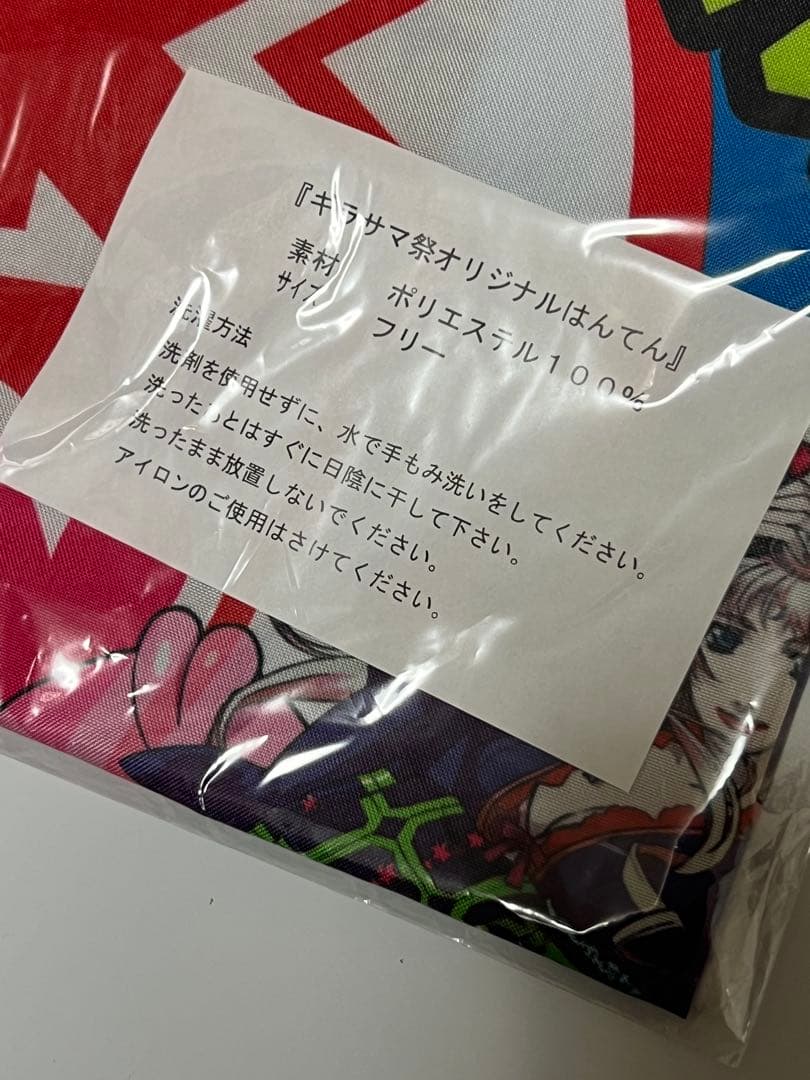 『キラサマ祭オリジナルはんてん』
素材 ポリエステル１００％
サイズ フリー
洗濯方法
洗剤を使用せずに、水で手もみ洗いをしてください。
洗ったあとはすぐに日陰に干して下さい。
洗ったまま放置しないでください。
アイロンのご使用はさけてください。